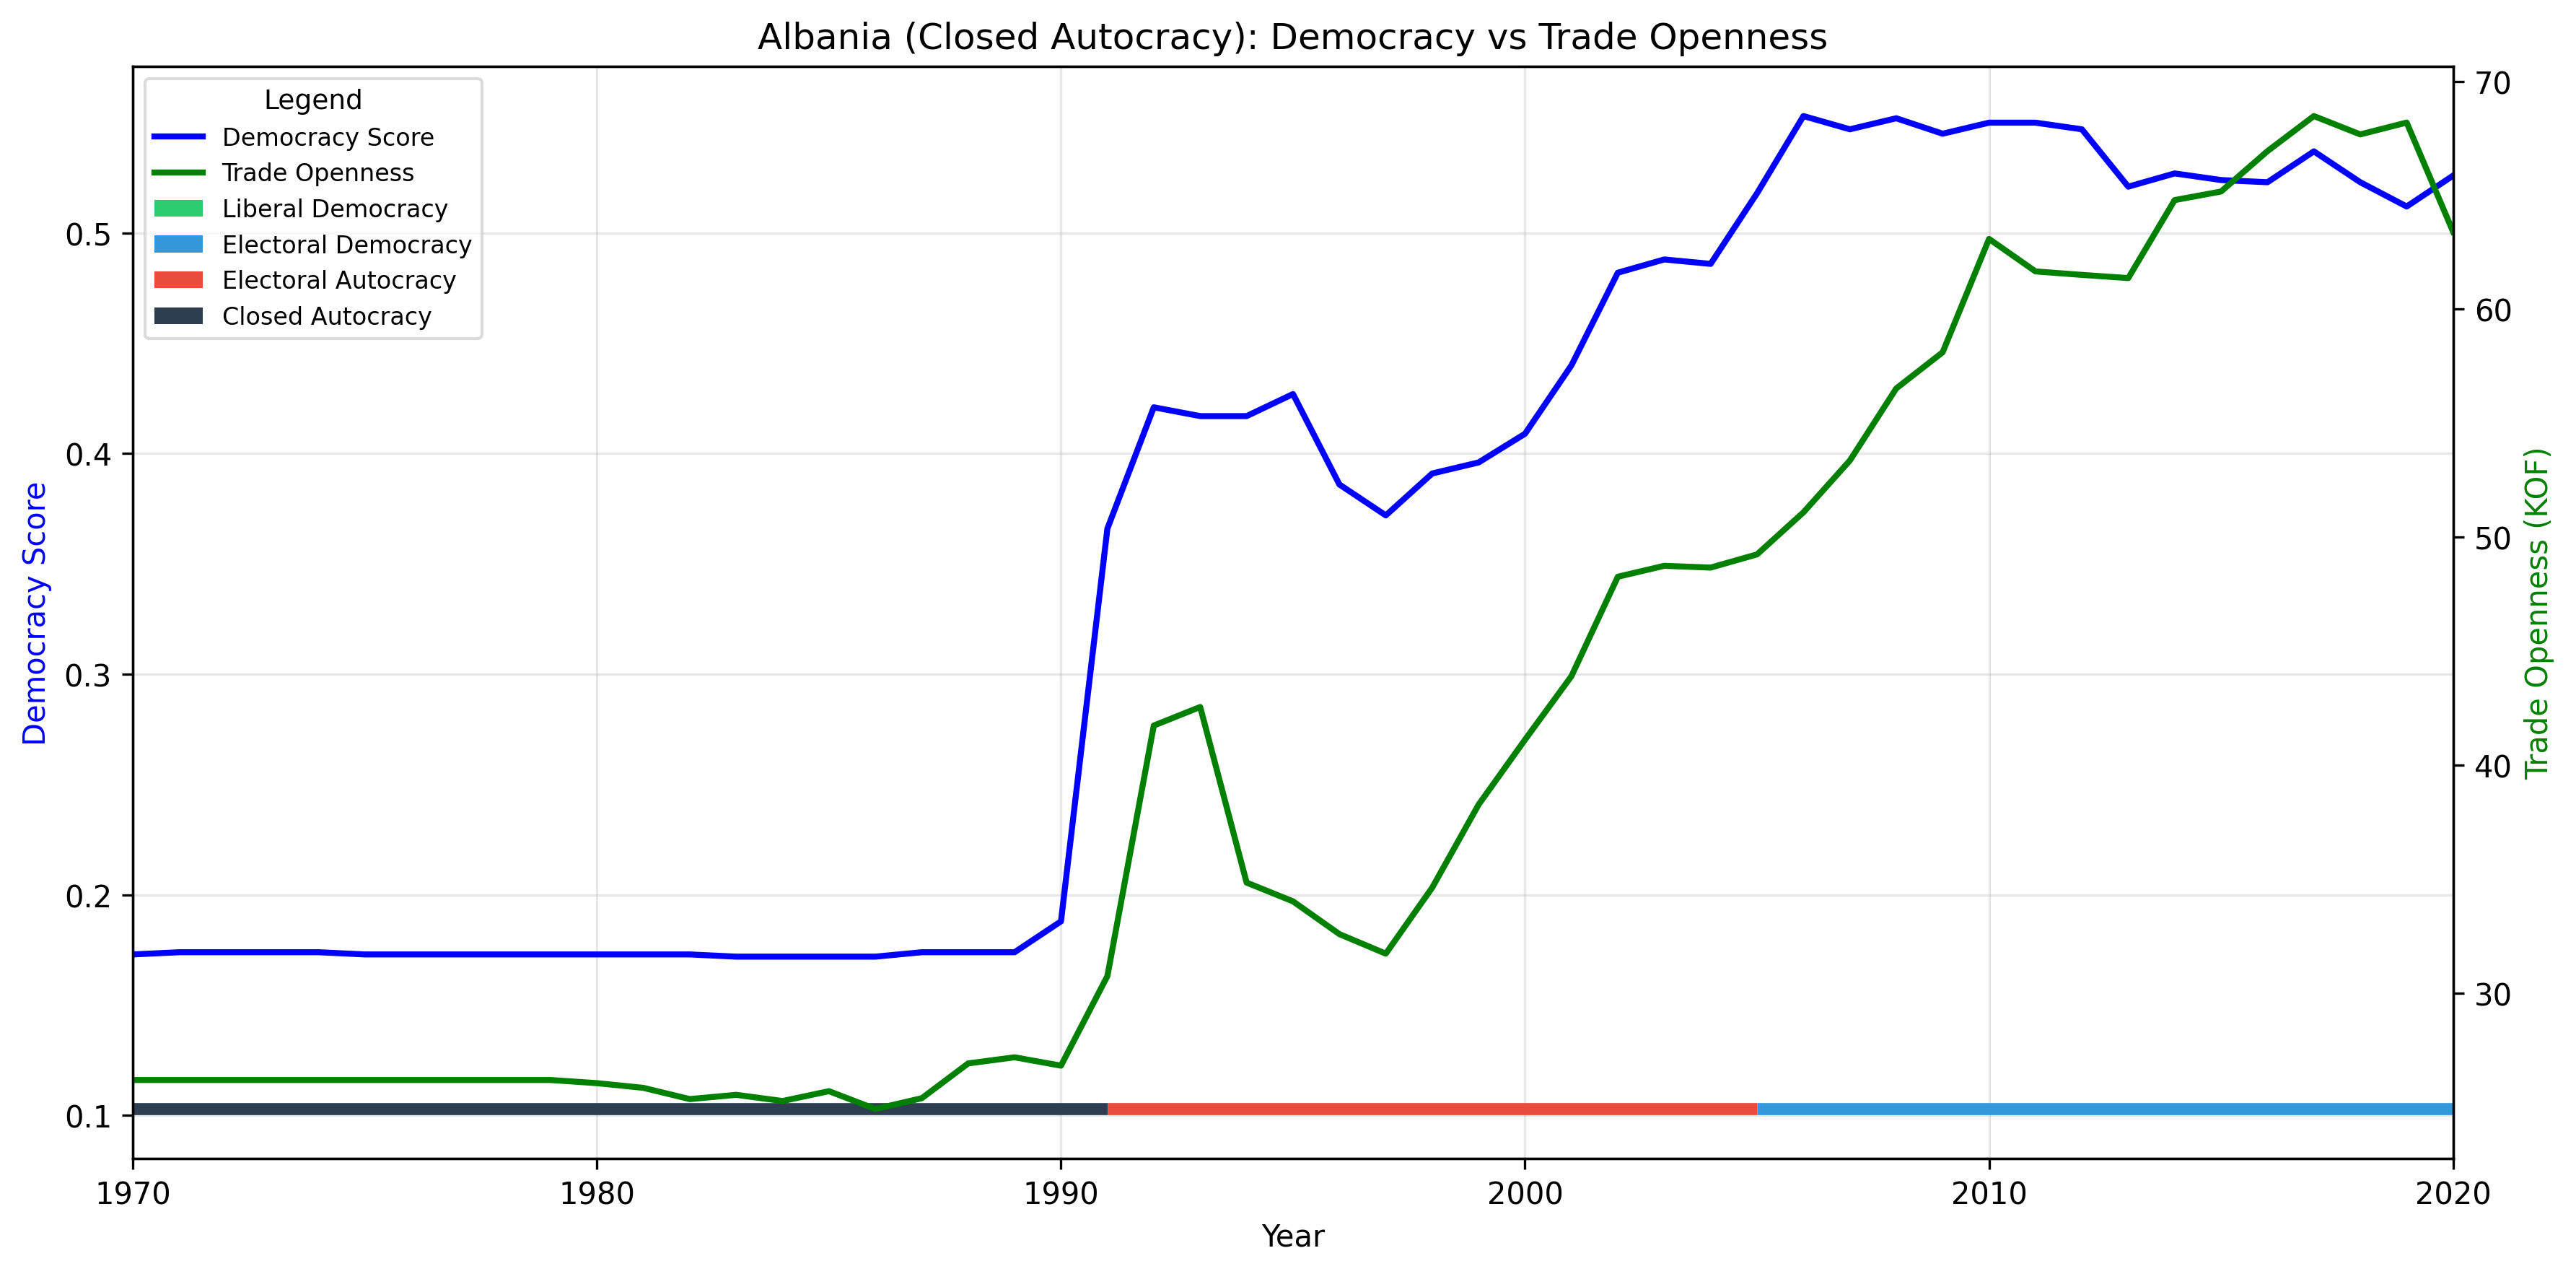 Albania (Closed Autocracy): Democracy vs Trade Openness
Legend
Democracy Score
Trade Openness
Liberal Democracy
Electoral Democracy
Electoral Autocracy
Closed Autocracy
0.5
0.4
0.3
0.2
0.1
Democracy Score
70
60
50
40
30
Trade Openness (KOF)
1970 1980 1990 2000 2010 2020
Year